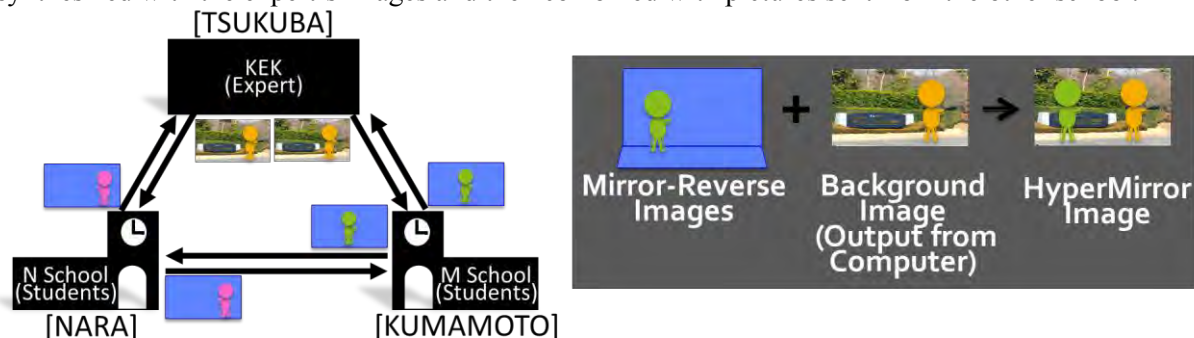 [TSUKUBA]
KEK
(Expert)
N School
(Students)
[NARA]
M School
(Students)
[KUMAMOTO]
+
Mirror-Reverse
Images
Background
Image
(Output from
Computer)
HyperMirror
Image